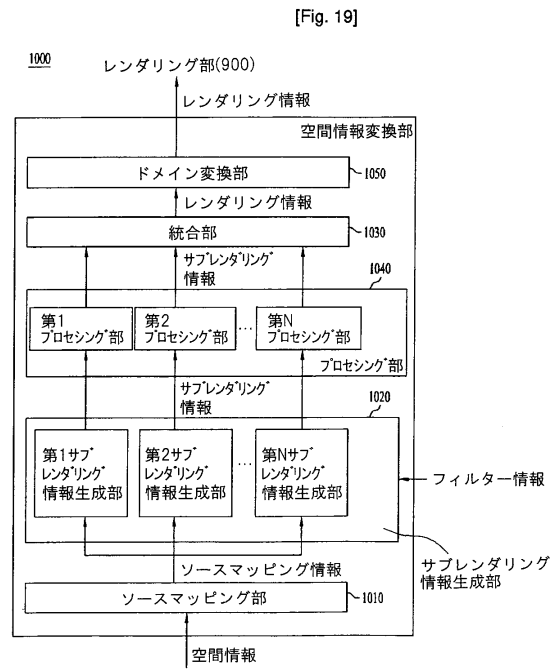 [Fig. 19]
1000
レンダリング部(900)
レンダリング情報
空間情報変換部
ドメイン変換部
1050
レンダリング情報
統合部
1030
サブレンダリング
情報
1040
第1
プロセシング部
第2
プロセシング部
...
第N
プロセシング部
プロセシング部
サブレンダリング
情報
1020
第1サブ
レンダリング
情報生成部
第2サブ
レンダリング
情報生成部
...
第Nサブ
レンダリング
情報生成部
フィルター情報
サブレンダリング
情報生成部
ソースマッピング情報
ソースマッピング部
1010
空間情報